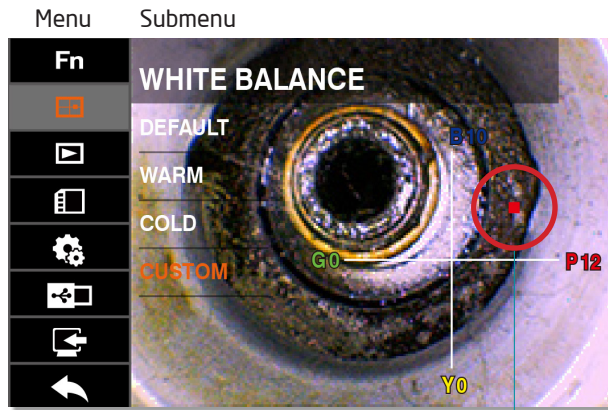 Menu Submenu
Fn
WHITE BALANCE
DEFAULT
B10
WARM
COLD
G0
P12
CUSTOM
Y0